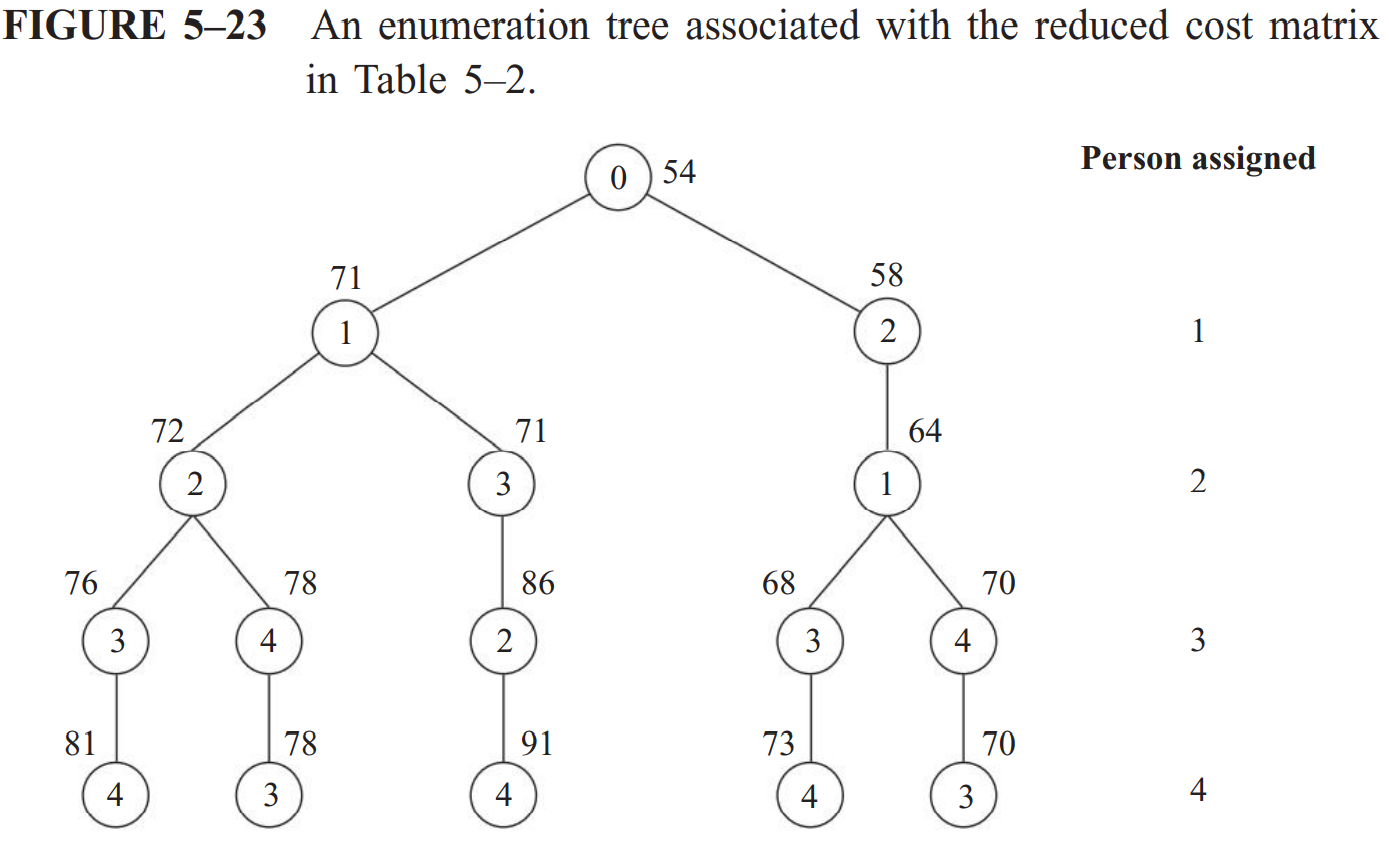 FIGURE 5–23 An enumeration tree associated with the reduced cost matrix
in Table 5–2.
Person assigned
0 54
71 58
1 2 1
72 71 64
2 3 1 2
76 78 86 68 70
3 4 2 3 4 3
81 78 91 73 70
4 3 4 4 3 4